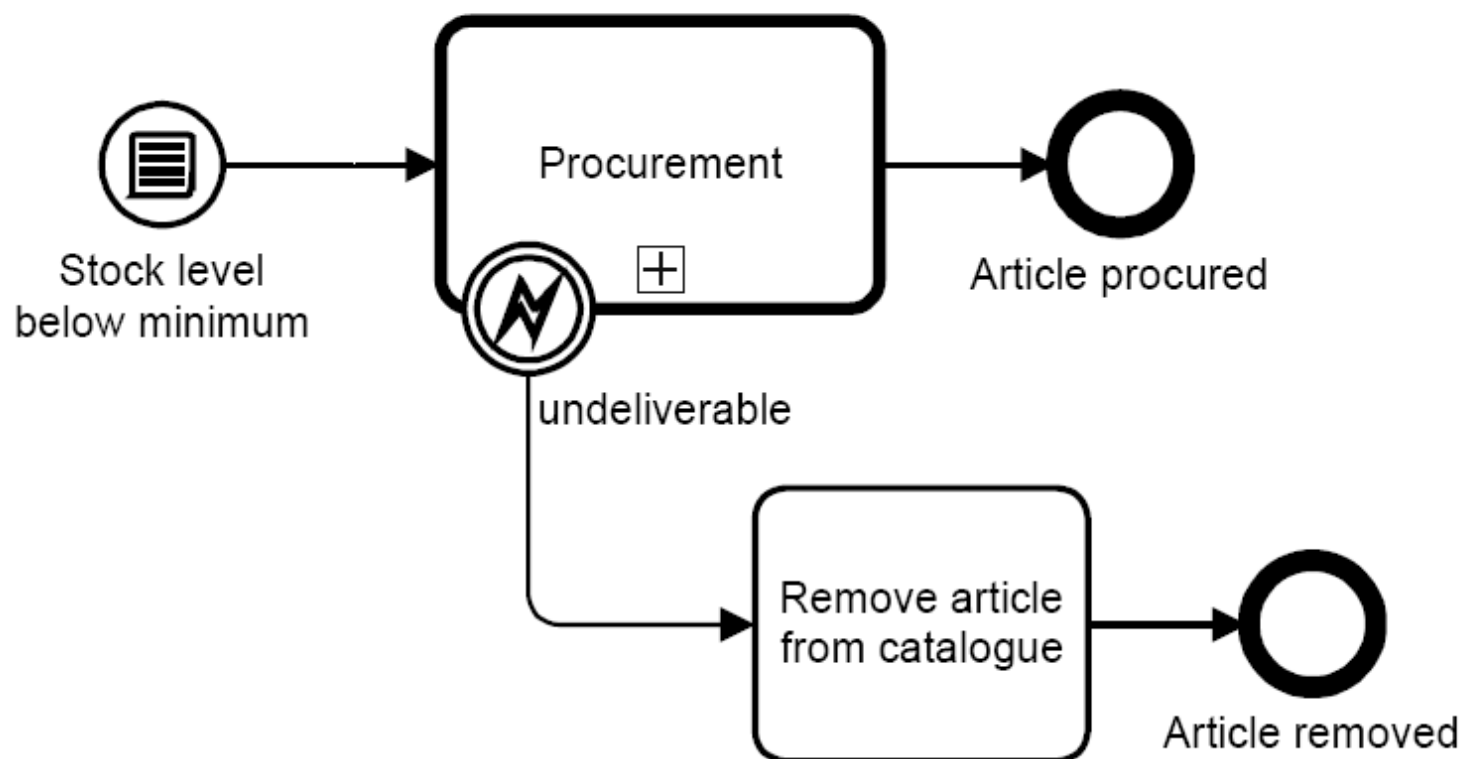 Procurement
Stock level
below minimum
Article procured
undeliverable
Remove article
from catalogue
Article removed